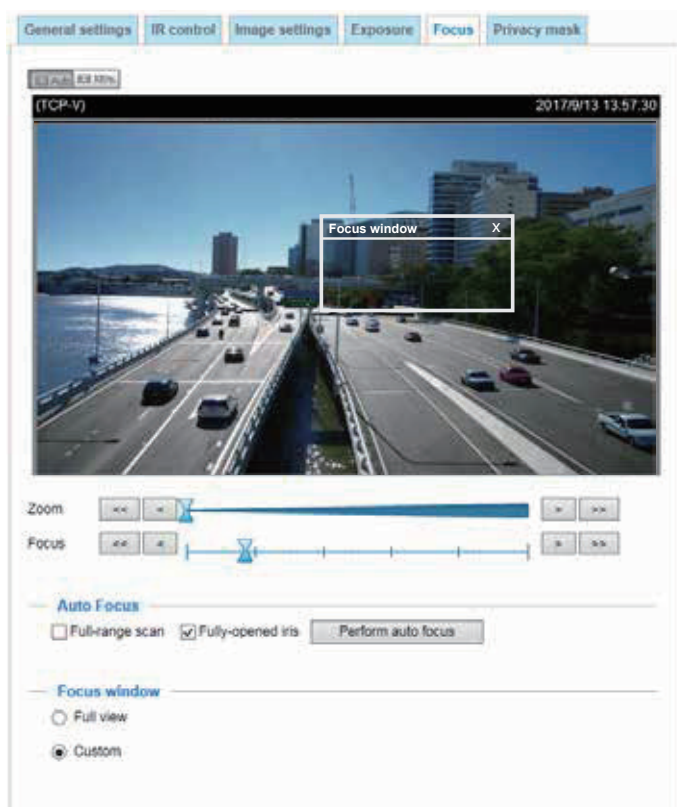 General settings IR control Image settings Exposure Focus Privacy mask
Auto
(TCP-V) 2017/9/13 13:57:30
Focus window X
Zoom << < > >>
Focus << < > >>
Auto Focus
Full-range scan Fully-opened iris Perform auto focus
Focus window
Full view
Custom